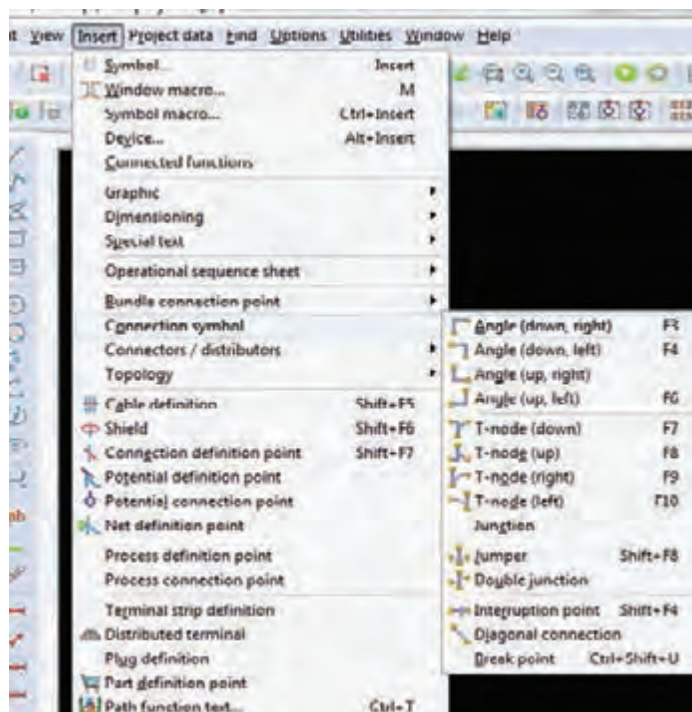 View Insert Project data Find Options Utilities Window Help
Symbol... Insert
Window macro... M
Symbol macro... Ctrl+Insert
Device... Alt+Insert
Connected functions
Graphic
Dimensioning
Special text
Operational sequence sheet
Bundle connection point
Connection symbol
Connectors / distributors
Topology
Cable definition Shift+F5
Shield Shift+F6
Connection definition point Shift+F7
Potential definition point
Potential connection point
Net definition point
Process definition point
Process connection point
Terminal strip definition
Distributed terminal
Plug definition
Part definition point
Path function text... Ctrl+T
Angle (down, right) F3
Angle (down, left) F4
Angle (up, right)
Angle (up, left) F6
T-node (down) F7
T-node (up) F8
T-node (right) F9
T-node (left) F10
Junction
Jumper Shift+F8
Double junction
Interruption point Shift+F4
Diagonal connection
Break point Ctrl+Shift+U